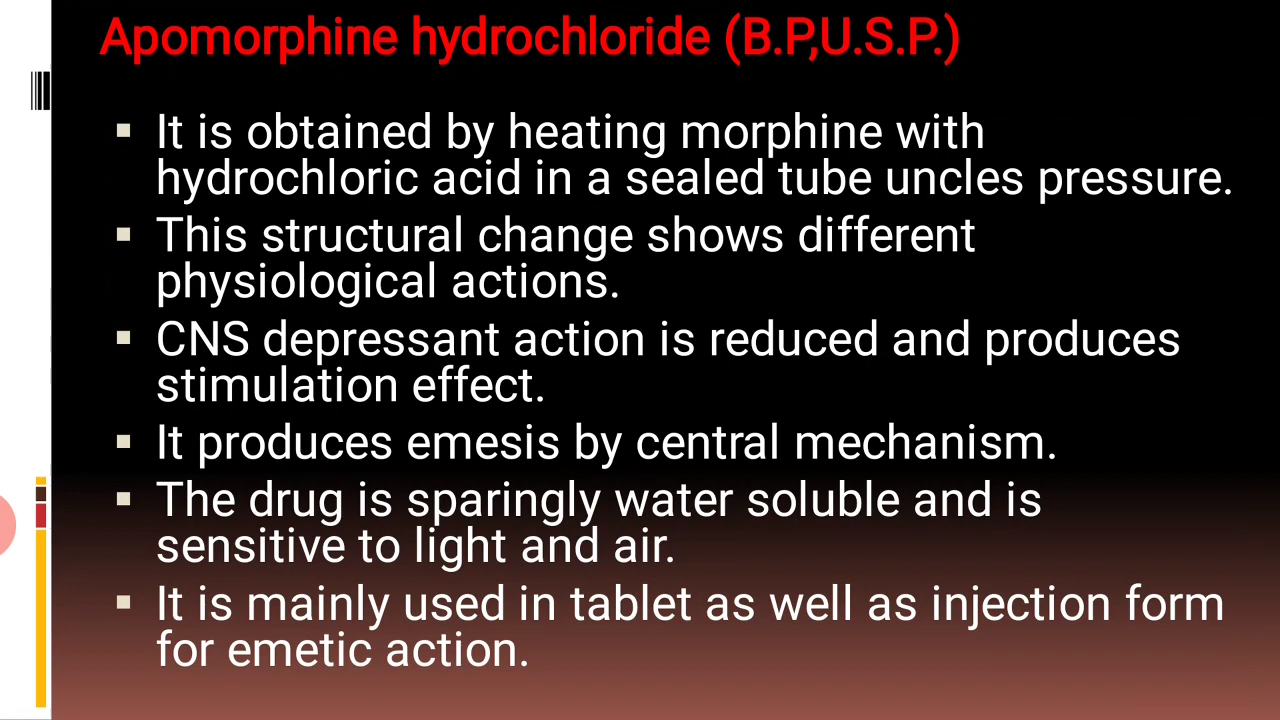 Apomorphine hydrochloride (B.P,U.S.P.)
▪ It is obtained by heating morphine with
hydrochloric acid in a sealed tube uncles pressure.
▪ This structural change shows different
physiological actions.
▪ CNS depressant action is reduced and produces
stimulation effect.
▪ It produces emesis by central mechanism.
▪ The drug is sparingly water soluble and is
sensitive to light and air.
▪ It is mainly used in tablet as well as injection form
for emetic action.